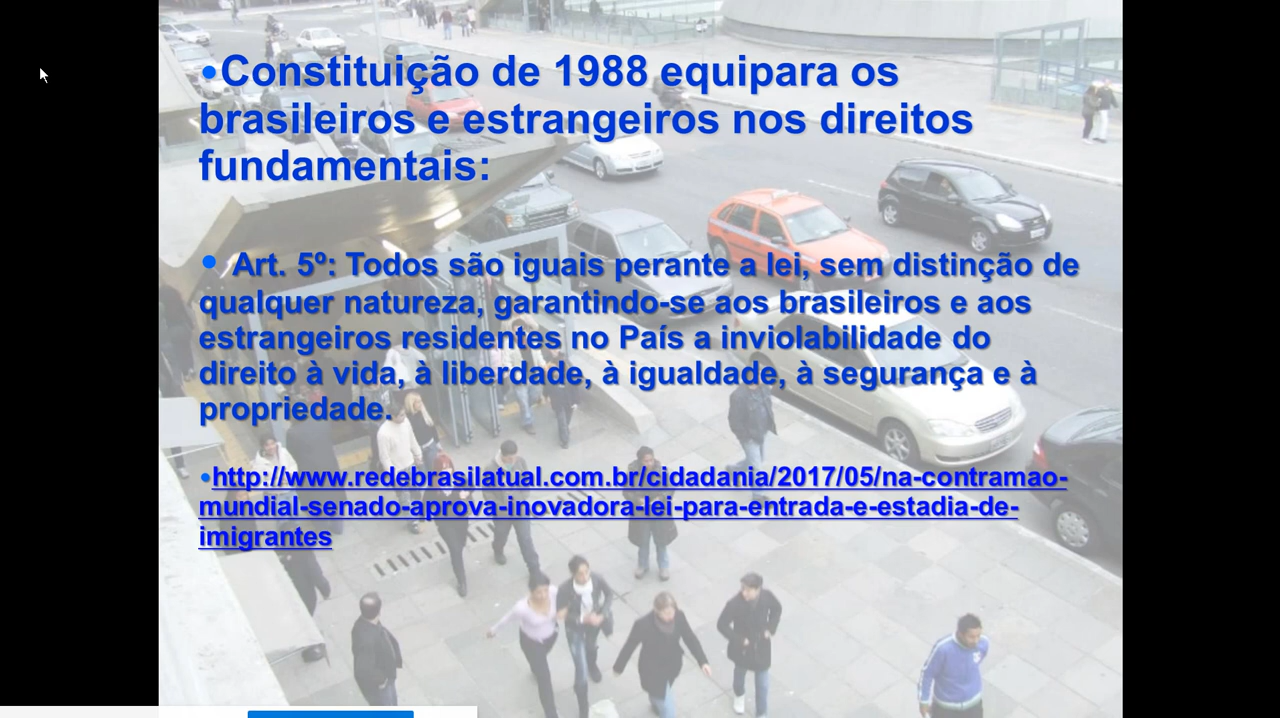 •Constituição de 1988 equipara os
brasileiros e estrangeiros nos direitos
fundamentais:
• Art. 5º: Todos são iguais perante a lei, sem distinção de
qualquer natureza, garantindo-se aos brasileiros e aos
estrangeiros residentes no País a inviolabilidade do
direito à vida, à liberdade, à igualdade, à segurança e à
propriedade.
•http://www.redebrasilatual.com.br/cidadania/2017/05/na-contramao-
mundial-senado-aprova-inovadora-lei-para-entrada-e-estadia-de-
imigrantes